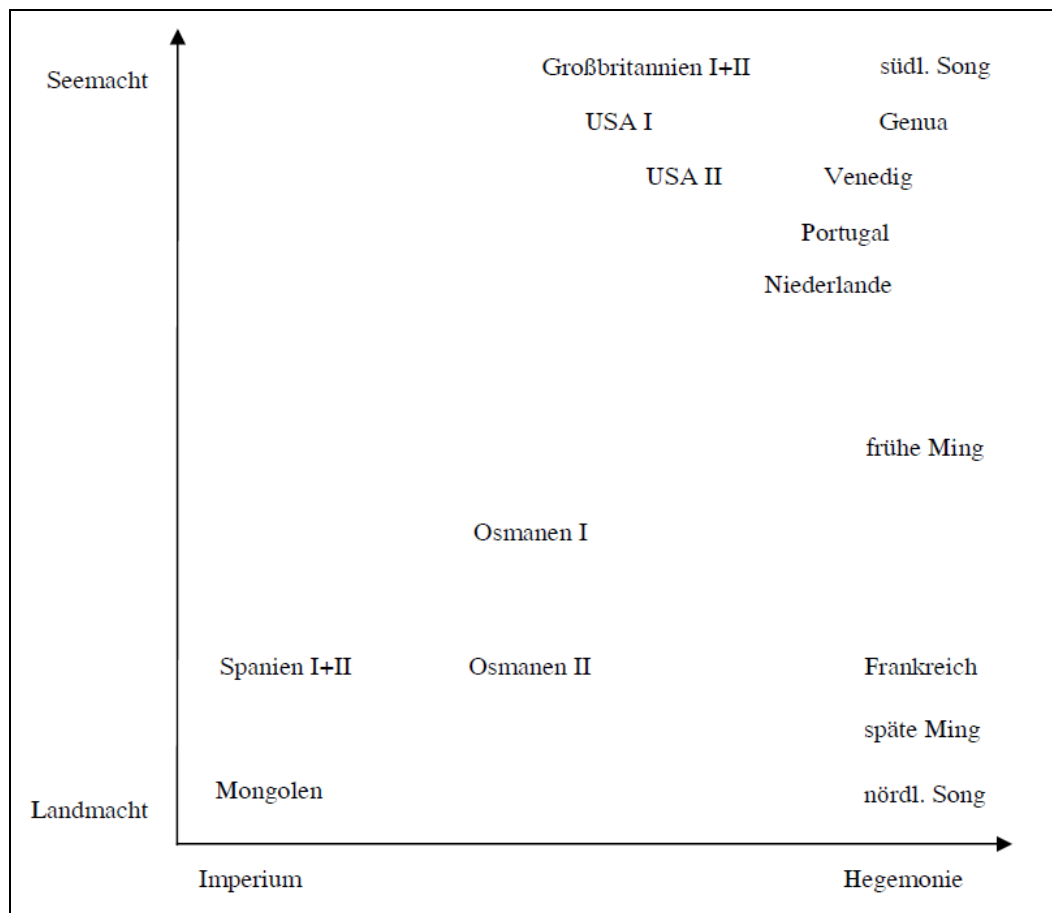 Seemacht
Großbritannien I+II
südl. Song
USA I
Genua
USA II
Venedig
Portugal
Niederlande
frühe Ming
Osmanen I
Spanien I+II
Osmanen II
Frankreich
späte Ming
Mongolen
nördl. Song
Landmacht
Imperium
Hegemonie